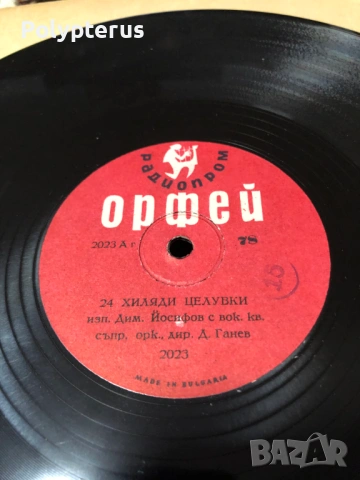 Polypterus
радиопром
орфей
2023 А г 78
24 ХИЛЯДИ ЦЕЛУВКИ
изп. Дим. Йосифов с вок. кв.
съпр. орк., дир. Д. Ганев
2023
MADE IN BULGARIA
28
BAZAR